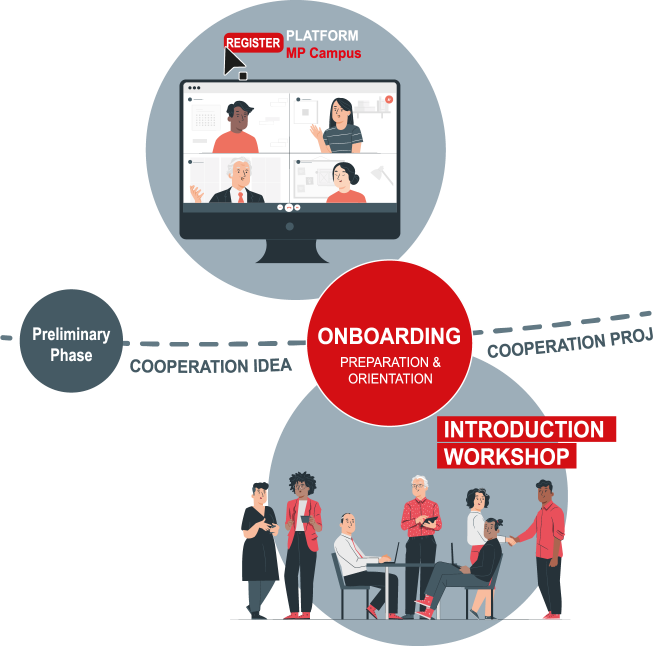 REGISTER PLATFORM
MP Campus
Preliminary
Phase
COOPERATION IDEA
ONBOARDING
PREPARATION &
ORIENTATION
COOPERATION PROJ
INTRODUCTION
WORKSHOP